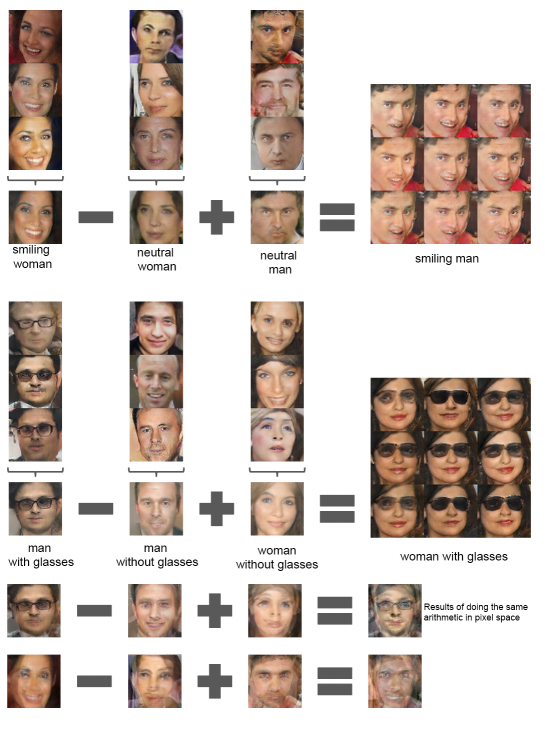 smiling
woman
neutral
woman
neutral
man
smiling man
man
with glasses
man
without glasses
woman
without glasses
woman with glasses
Results of doing the same
arithmetic in pixel space